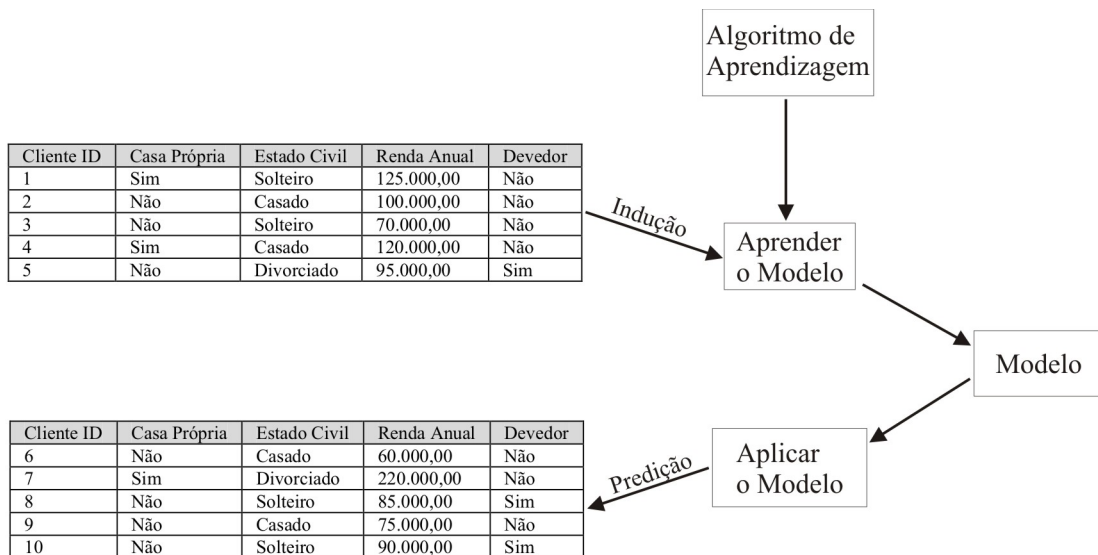 Algoritmo de
Aprendizagem
Cliente ID Casa Própria Estado Civil Renda Anual Devedor
1 Sim Solteiro 125.000,00 Não
2 Não Casado 100.000,00 Não
3 Não Solteiro 70.000,00 Não
4 Sim Casado 120.000,00 Não
5 Não Divorciado 95.000,00 Sim
Indução
Aprender
o Modelo
Modelo
Cliente ID Casa Própria Estado Civil Renda Anual Devedor
6 Não Casado 60.000,00 Não
7 Sim Divorciado 220.000,00 Não
8 Não Solteiro 85.000,00 Sim
9 Não Casado 75.000,00 Não
10 Não Solteiro 90.000,00 Sim
Predição
Aplicar
o Modelo